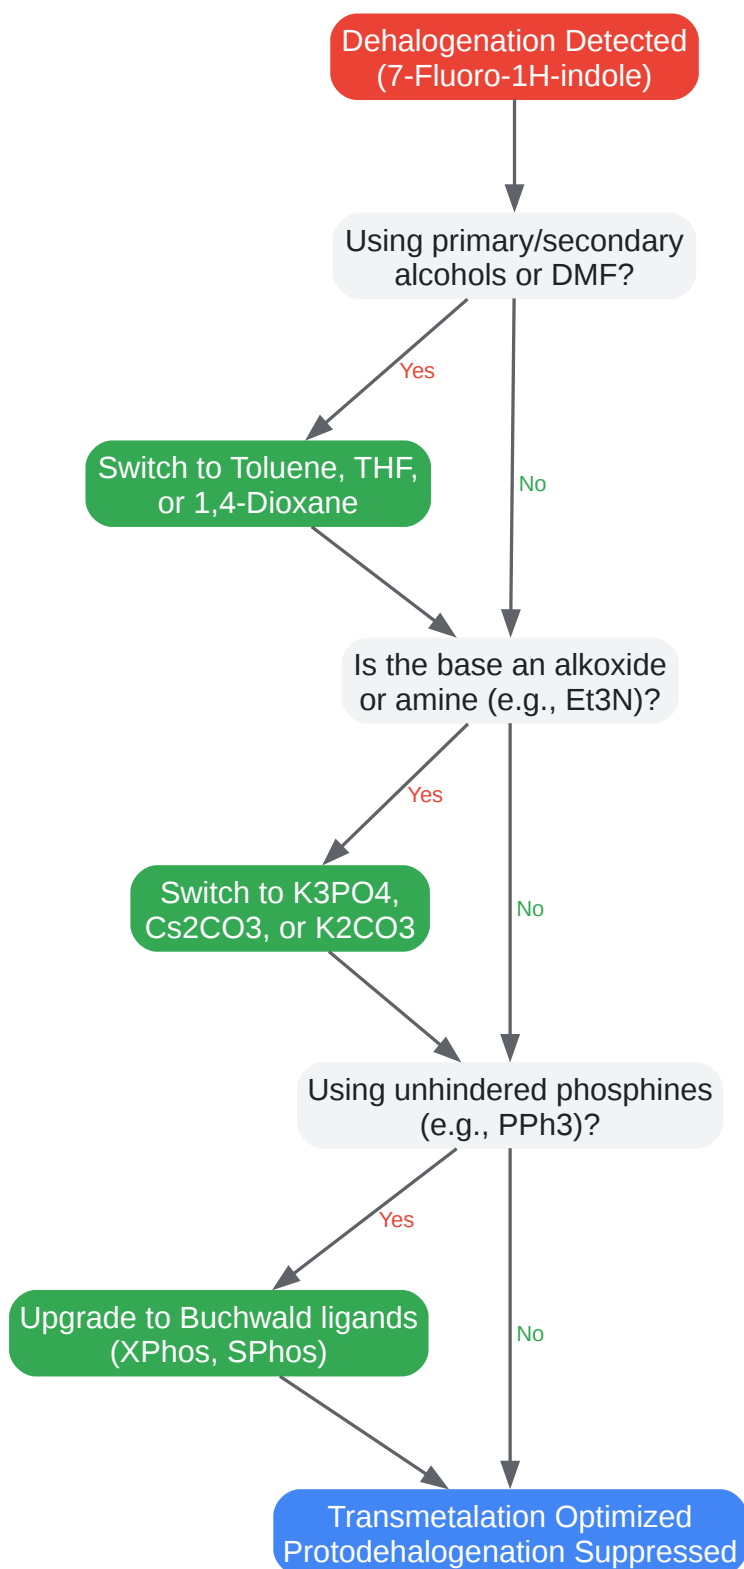 Dehalogenation Detected
(7-Fluoro-1H-indole)
Using primary/secondary
alcohols or DMF?
Yes
Switch to Toluene, THF,
or 1,4-Dioxane
No
Is the base an alkoxide
or amine (e.g., Et3N)?
Yes
Switch to K3PO4,
Cs2CO3, or K2CO3
No
Using unhindered phosphines
(e.g., PPh3)?
Yes
Upgrade to Buchwald ligands
(XPhos, SPhos)
No
Transmetalation Optimized
Protodehalogenation Suppressed